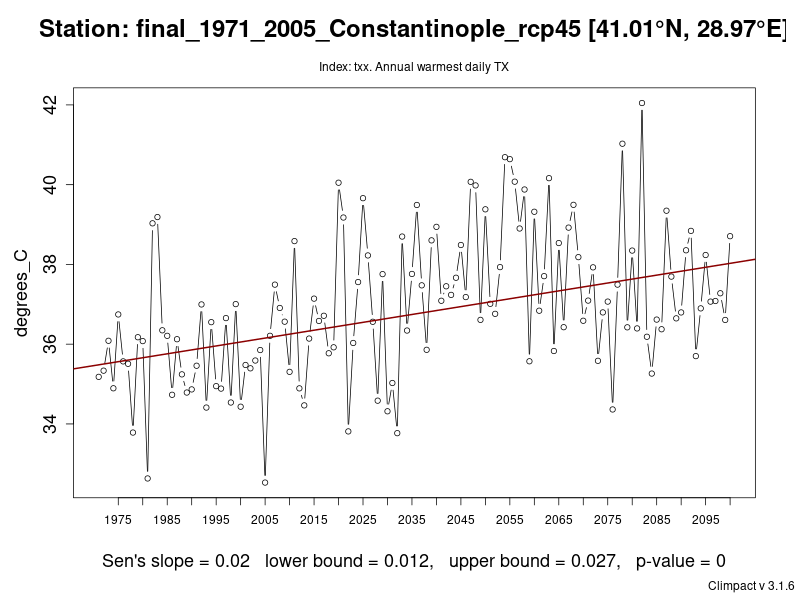 Station: final_1971_2005_Constantinople_rcp45 [41.01°N, 28.97°E]
Index: txx. Annual warmest daily TX
degrees_C
42
40
38
36
34
1975 1985 1995 2005 2015 2025 2035 2045 2055 2065 2075 2085 2095
Sen's slope = 0.02 lower bound = 0.012, upper bound = 0.027, p-value = 0
Climpact v 3.1.6